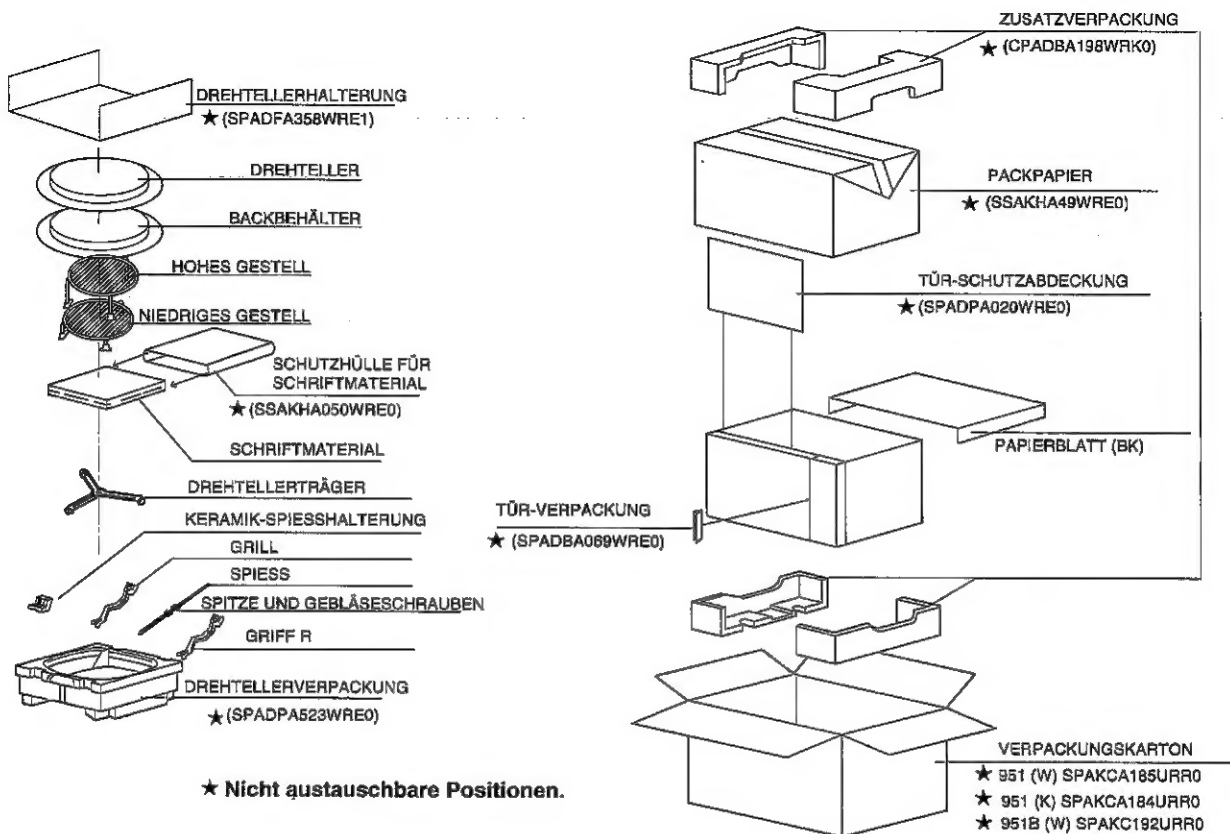 DREHTELLERHALTERUNG
★ (SPADFA358WRE1)
DREHTELLER
BACKBEHÄLTER
HOHES GESTELL
NIEDRIGES GESTELL
SCHUTZHÜLLE FÜR
SCHRIFTMATERIAL
★ (SSAKHA050WRE0)
SCHRIFTMATERIAL
DREHTELLERTRÄGER
KERAMIK-SPIESSHALTERUNG
GRILL
SPIESS
SPITZE UND GEBLÄSESCHRAUBEN
GRIFF R
DREHTELLERVERPACKUNG
★ (SPADPA523WRE0)
★ Nicht austauschbare Positionen.
ZUSATZVERPACKUNG
★ (CPADBA198WRK0)
PACKPAPIER
★ (SSAKHA49WRE0)
TÜR-SCHUTZABDECKUNG
★ (SPADPA020WRE0)
PAPIERBLATT (BK)
TÜR-VERPACKUNG
★ (SPADBA069WRE0)
VERPACKUNGSKARTON
★ 951 (W) SPAKCA185URR0
★ 951 (K) SPAKCA184URR0
★ 951B (W) SPAKC192URR0